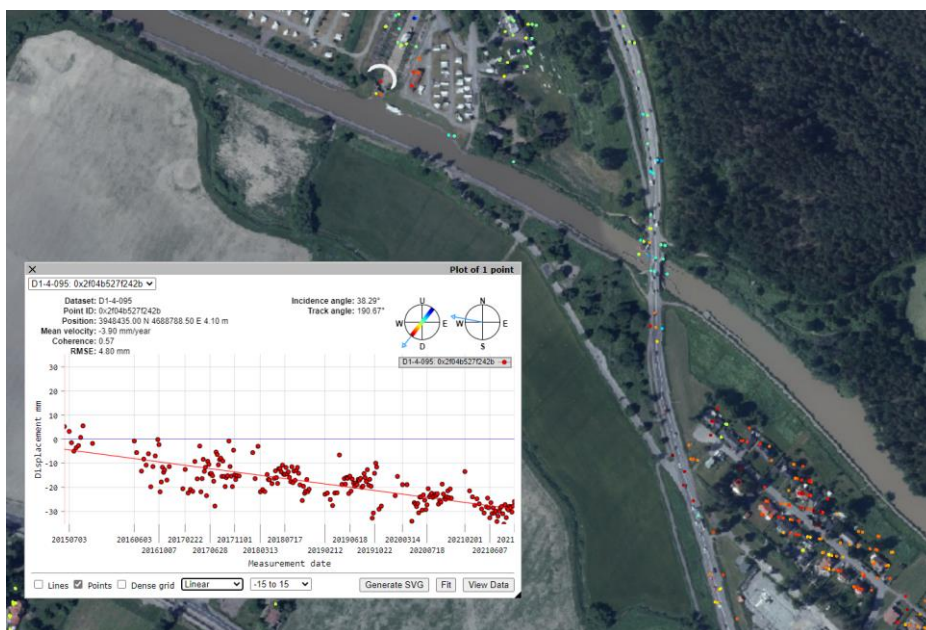 × Plot of 1 point
D1-4-095: 0x2f04b527f242b
Dataset: D1-4-095
Point ID: 0x2f04b527f242b
Position: 3948435.00 N 4688788.50 E 4.10 m
Mean velocity: -3.90 mm/year
Coherence: 0.57
RMSE: 4.80 mm
Incidence angle: 38.29°
Track angle: 190.67°
U
W E
D
N
W E
S
D1-4-095: 0x2f04b527f242b
Displacement mm
30
20
10
0
-10
-20
-30
20150703 20160603 20170222 20171101 20180717 20190618 20200314 20210201 2021
20161007 20170628 20180313 20190212 20191022 20200718 20210607
Measurement date
Lines Points Dense grid Linear -15 to 15 Generate SVG Fit View Data